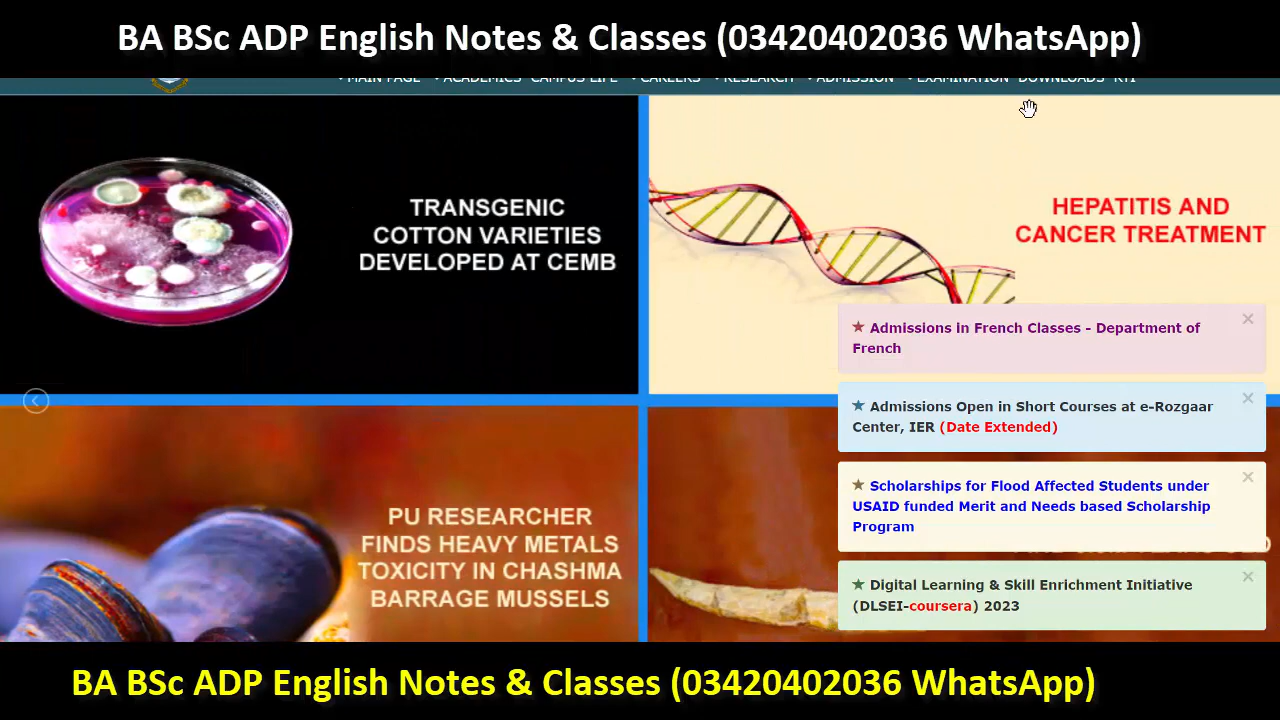 BA BSc ADP English Notes & Classes (03420402036 WhatsApp)
MAIN PAGE ACADEMICS CAMPUS LIFE CAREERS RESEARCH ADMISSION EXAMINATION DOWNLOADS RTI
TRANSGENIC
COTTON VARIETIES
DEVELOPED AT CEMB
HEPATITIS AND
CANCER TREATMENT
★ Admissions in French Classes - Department of
French
★ Admissions Open in Short Courses at e-Rozgaar
Center, IER (Date Extended)
★ Scholarships for Flood Affected Students under
USAID funded Merit and Needs based Scholarship
Program
★ Digital Learning & Skill Enrichment Initiative
(DLSEI-coursera) 2023
PU RESEARCHER
FINDS HEAVY METALS
TOXICITY IN CHASHMA
BARRAGE MUSSELS
BA BSc ADP English Notes & Classes (03420402036 WhatsApp)